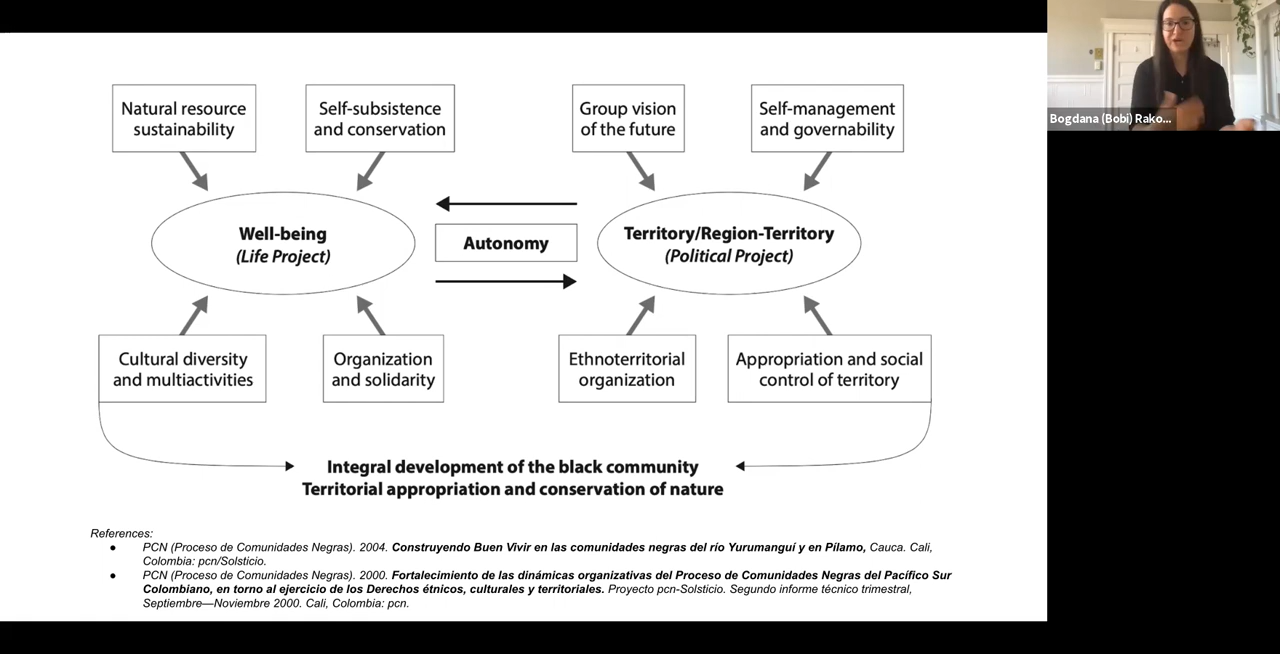 Natural resource
sustainability
Self-subsistence
and conservation
Group vision
of the future
Self-management
and governability
Well-being
(Life Project)
Autonomy
Territory/Region-Territory
(Political Project)
Cultural diversity
and multiactivities
Organization
and solidarity
Ethnoterritorial
organization
Appropriation and social
control of territory
Integral development of the black community
Territorial appropriation and conservation of nature
References:
● PCN (Proceso de Comunidades Negras). 2004. Construyendo Buen Vivir en las comunidades negras del río Yurumanguí y en Pílamo, Cauca. Cali,
Colombia: pcn/Solsticio.
● PCN (Proceso de Comunidades Negras). 2000. Fortalecimiento de las dinámicas organizativas del Proceso de Comunidades Negras del Pacífico Sur
Colombiano, en torno al ejercicio de los Derechos étnicos, culturales y territoriales. Proyecto pcn-Solsticio. Segundo informe técnico trimestral,
Septiembre—Noviembre 2000. Cali, Colombia: pcn.
Bogdana (Bobi) Rako...